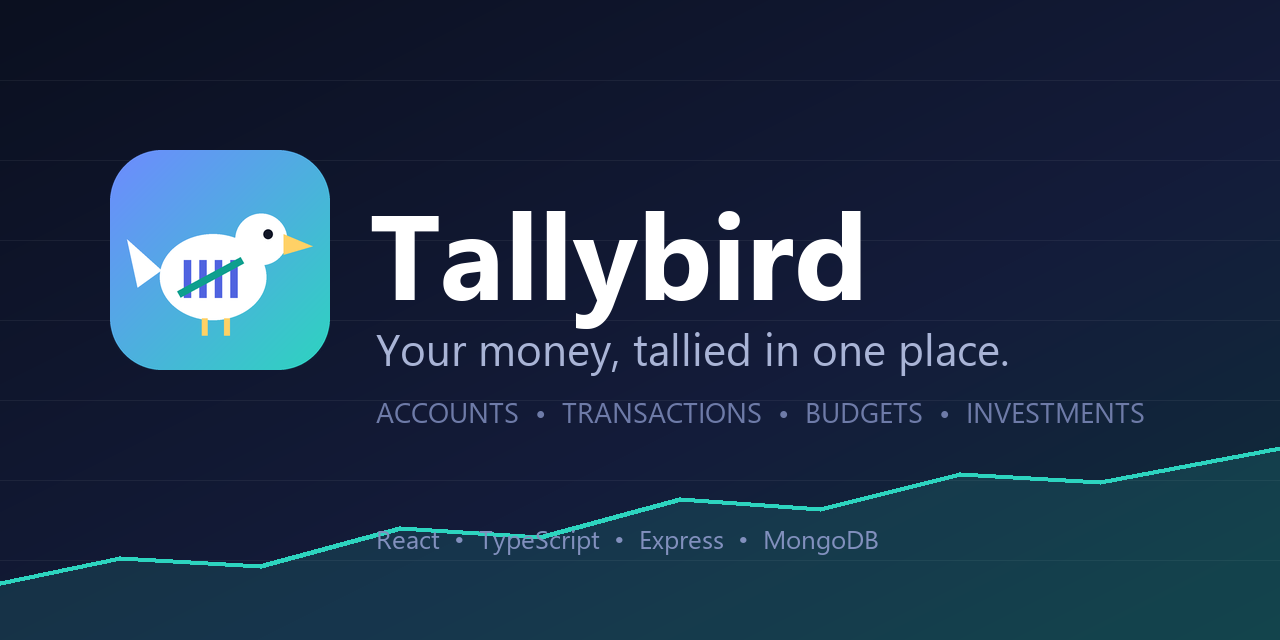 Tallybird
Your money, tallied in one place.
ACCOUNTS • TRANSACTIONS • BUDGETS • INVESTMENTS
React • TypeScript • Express • MongoDB